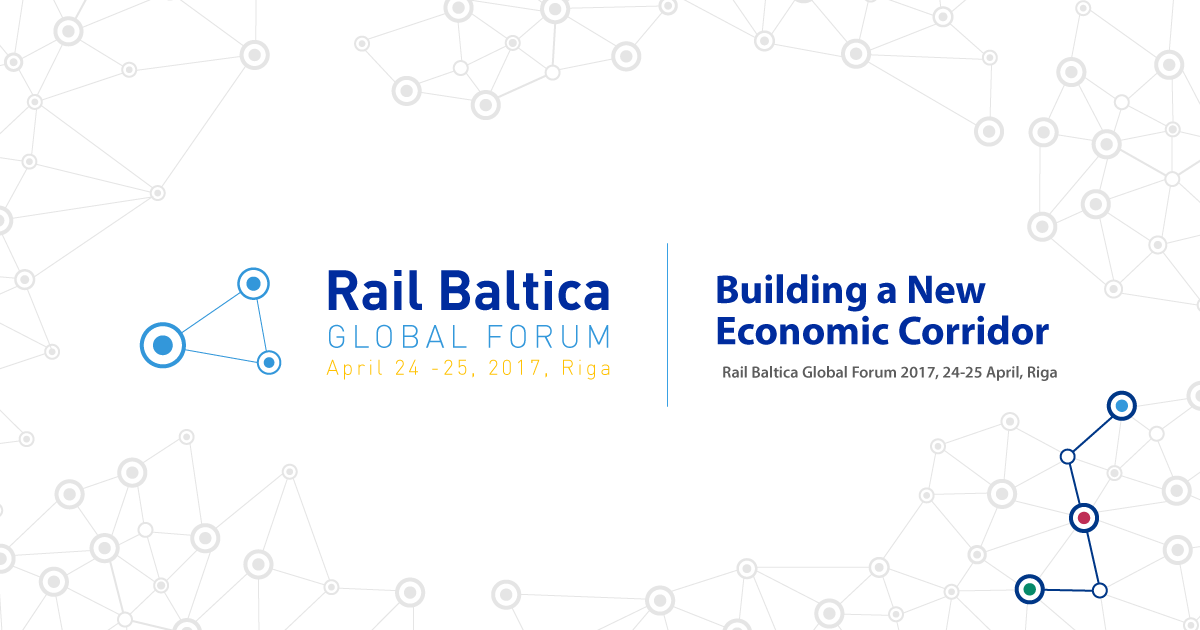 Rail Baltica
GLOBAL FORUM
April 24 -25, 2017, Riga
Building a New
Economic Corridor
Rail Baltica Global Forum 2017, 24-25 April, Riga